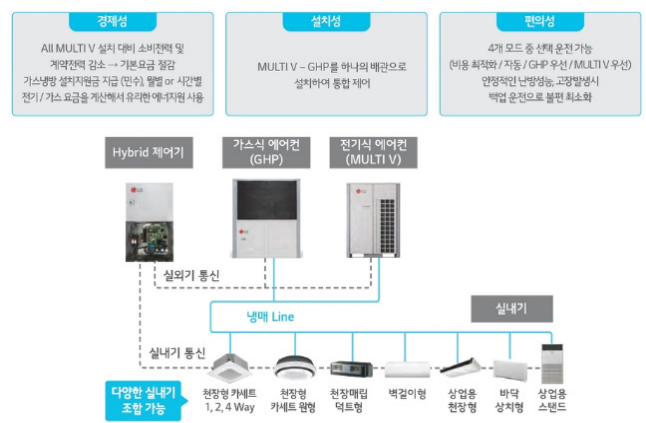 경제성
All MULTI V 설치 대비 소비전력 및
계약전력 감소 → 기본요금 절감
가스냉방 설치지원금 지급 (민수), 월별 or 시간별
전기 / 가스 요금을 계산해서 유리한 에너지원 사용
설치성
MULTI V – GHP를 하나의 배관으로
설치하여 통합 제어
편의성
4개 모드 중 선택 운전 가능
(비용 최적화 / 자동 / GHP 우선 / MULTI V 우선)
안정적인 난방성능, 고장발생시
백업 운전으로 불편 최소화
Hybrid 제어기
가스식 에어컨
(GHP)
전기식 에어컨
(MULTI V)
LG
LG
LG
실외기 통신
냉매 Line
실내기
실내기 통신
다양한 실내기
조합 가능
천장형 카세트
1, 2, 4 Way
천장형
카세트 원형
천장매립
덕트형
벽걸이형
상업용
천장형
바닥
상치형
상업용
스탠드